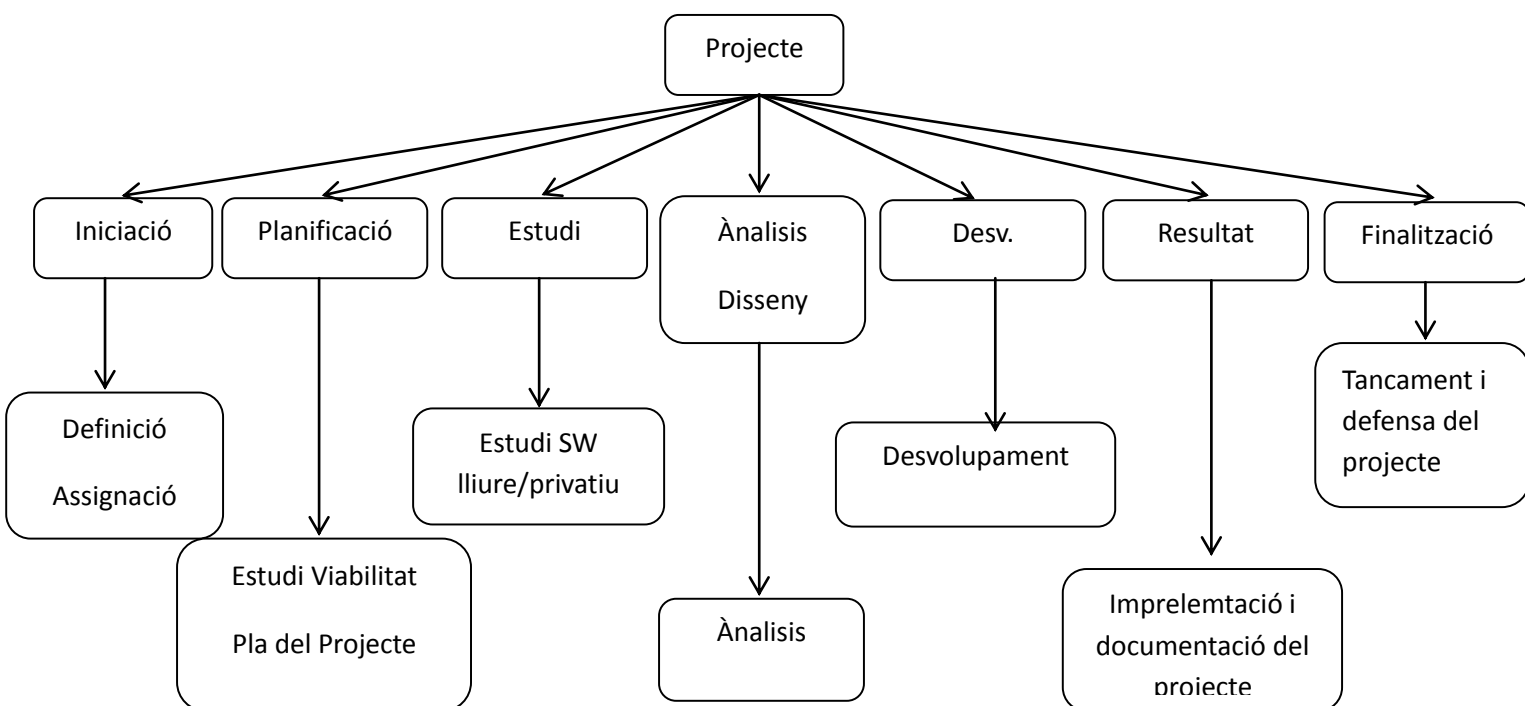 Projecte
Iniciació
Planificació
Estudi
Ànalisis
Disseny
Desv.
Resultat
Finalització
Definició
Assignació
Estudi Viabilitat
Pla del Projecte
Estudi SW
lliure/privatiu
Ànalisis
Desvolupament
Imprelemtació i
documentació del
projecte
Tancament i
defensa del
projecte